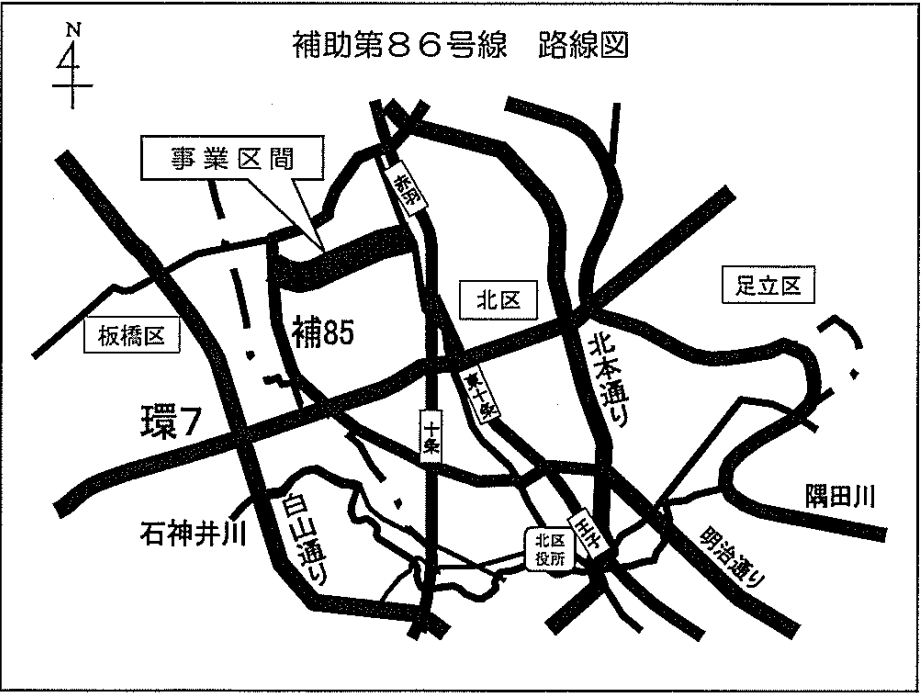 N
補助第86号線 路線図
事業区間
赤羽
足立区
北区
板橋区
補85
北本通り
東十条
環7
十条
隅田川
白山通り
石神井川
王子
北区
役所
明治通り